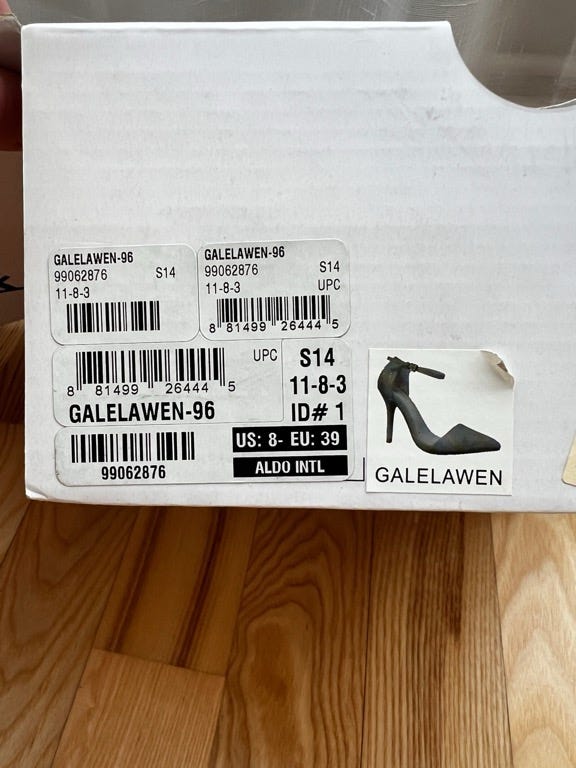 GALELAWEN-96
99062876 S14
11-8-3
GALELAWEN-96
99062876 S14
11-8-3 UPC
8 81499 26444 5
UPC
8 81499 26444 5
GALELAWEN-96
99062876
S14
11-8-3
ID# 1
US: 8- EU: 39
ALDO INTL
GALELAWEN